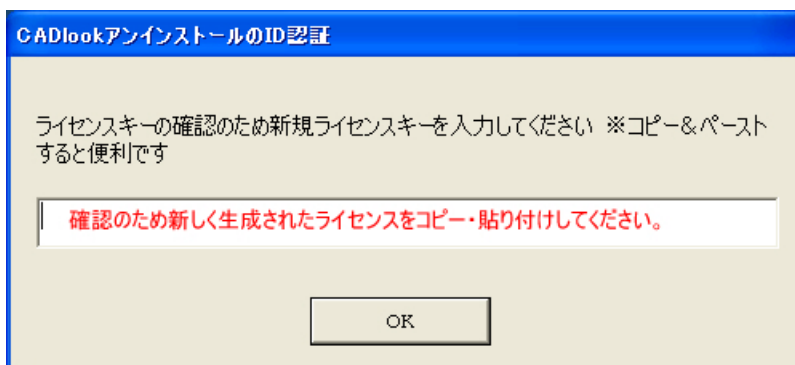 CADlookアンインストールのID認証
ライセンスキーの確認のため新規ライセンスキーを入力してください ※コピー&ペースト
すると便利です
確認のため新しく生成されたライセンスをコピー・貼り付けしてください。
OK